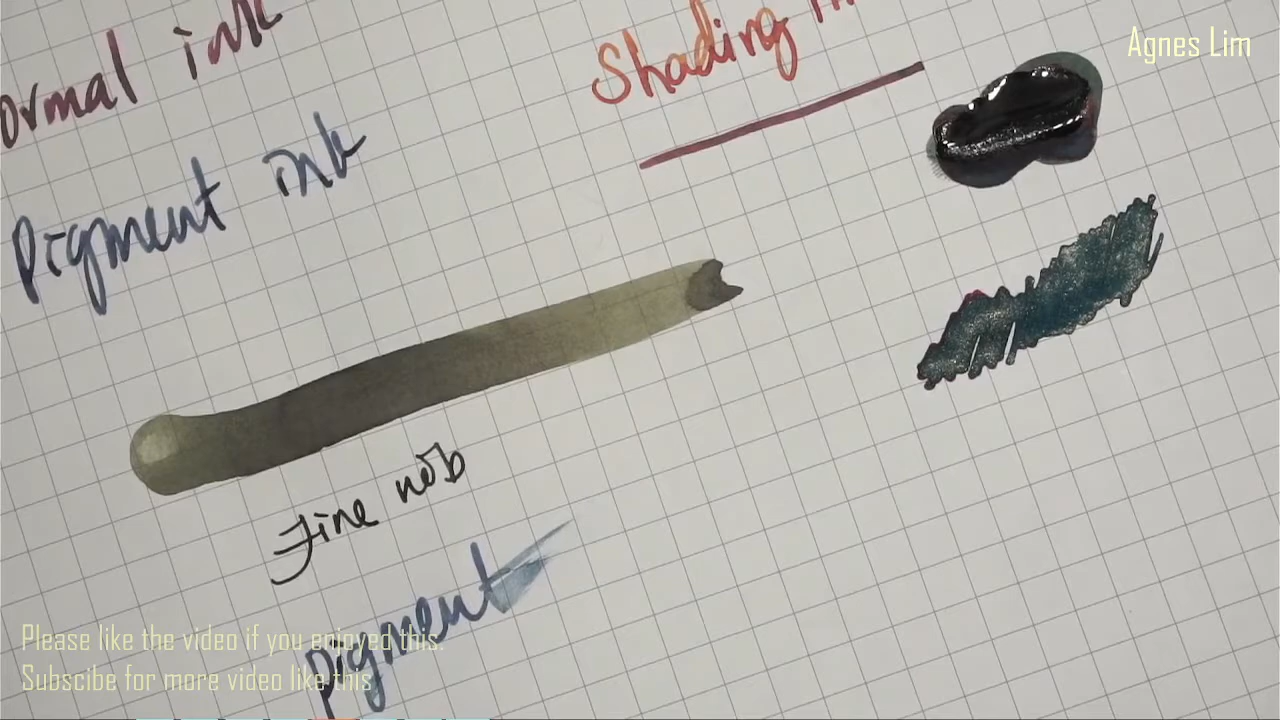 ormal ink
Shading
Agnes Lim
Pigment ink
Fine nib
Pigment
Please like the video if you enjoyed this.
Subscibe for more video like this